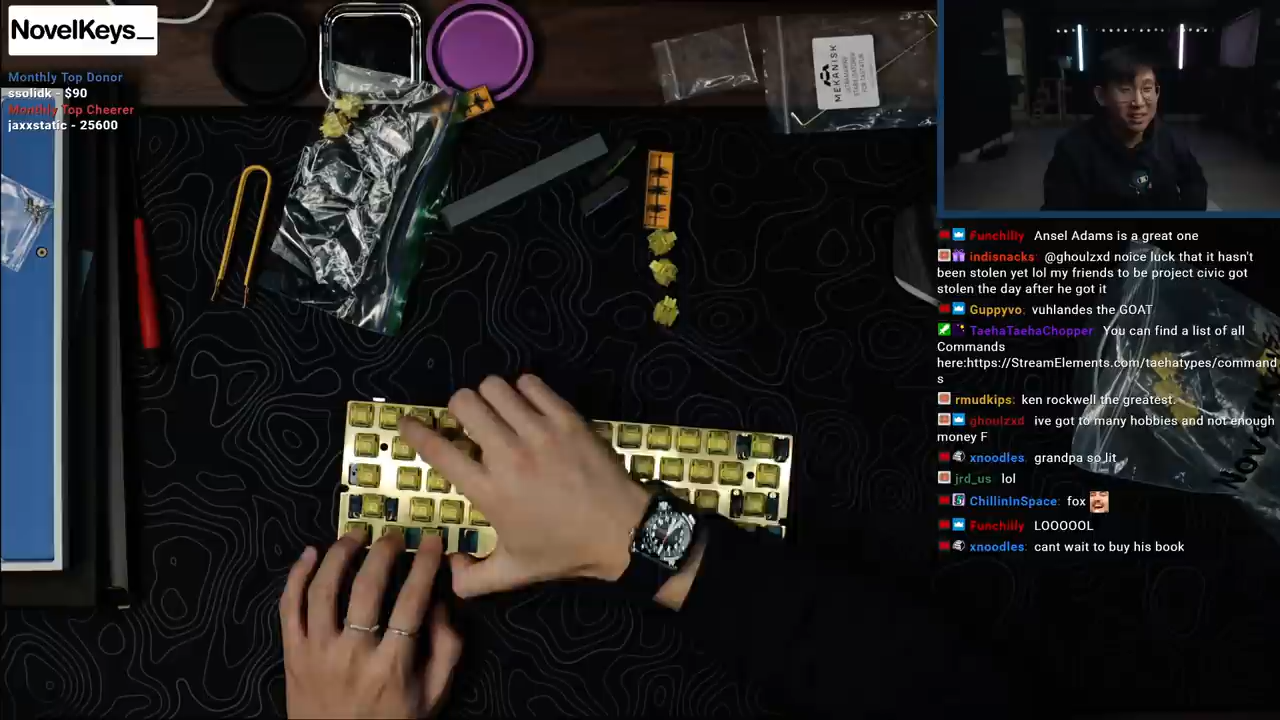 NovelKeys_
Monthly Top Donor
ssolidk - $90
Monthly Top Cheerer
jaxxstatic - 25600
MEKANISK
Funchilly Ansel Adams is a great one
indisnacks: @ghoulzxd noice luck that it hasn't
been stolen yet lol my friends to be project civic got
stolen the day after he got it
Guppyvo: vuhlandes the GOAT
TaehaTaehaChopper: You can find a list of all
Commands
here:https://StreamElements.com/taehatypes/command
s
rmudkips: ken rockwell the greatest.
ghoulzxd: ive got to many hobbies and not enough
money F
xnoodles: grandpa so lit
jrd_us lol
ChillinInSpace: fox
Funchilly LOOOOOL
xnoodles: cant wait to buy his book